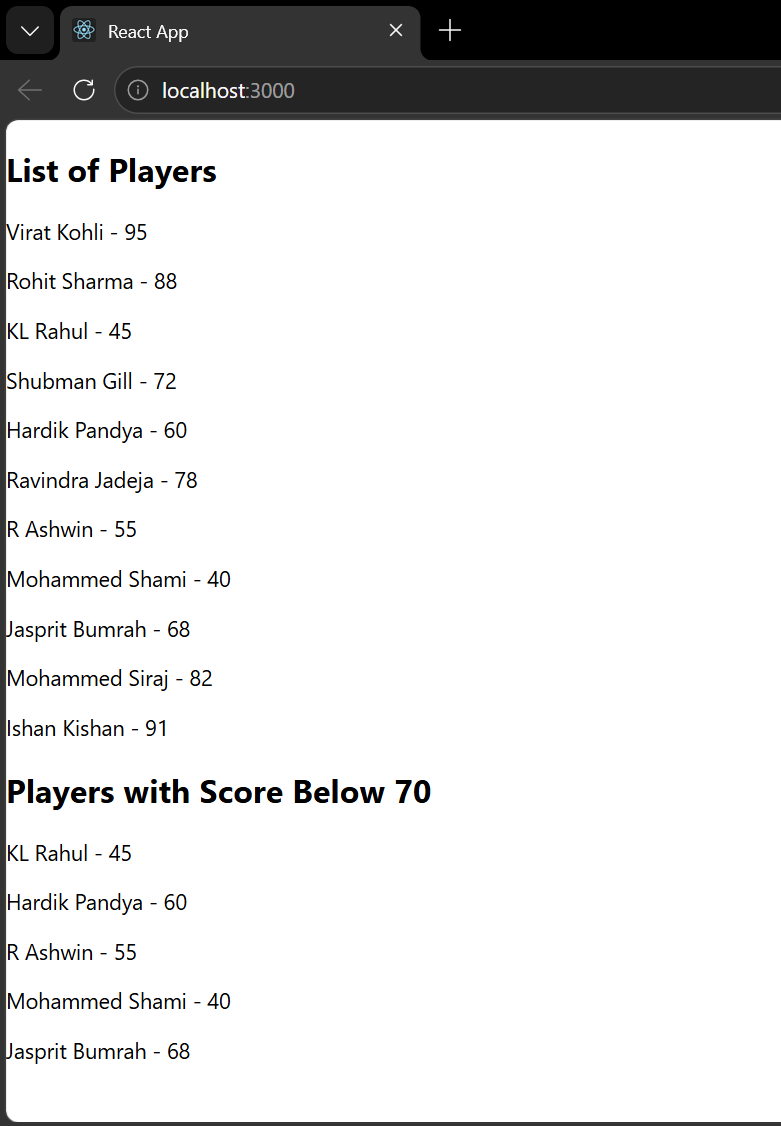 React App
localhost:3000
List of Players
Virat Kohli - 95
Rohit Sharma - 88
KL Rahul - 45
Shubman Gill - 72
Hardik Pandya - 60
Ravindra Jadeja - 78
R Ashwin - 55
Mohammed Shami - 40
Jasprit Bumrah - 68
Mohammed Siraj - 82
Ishan Kishan - 91
Players with Score Below 70
KL Rahul - 45
Hardik Pandya - 60
R Ashwin - 55
Mohammed Shami - 40
Jasprit Bumrah - 68